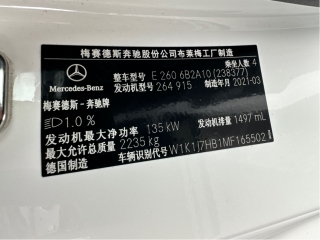 梅赛德斯奔驰股份公司布莱梅工厂制造
乘坐人数 4
Mercedes-Benz
整车型号 E 260 6B2A10 (238377)
发动机型号 264 915 制造年月 2021-03
梅赛德斯-奔驰牌
1.0 %
发动机最大净功率 135 kW
发动机排量 1497 mL
最大允许总质量 2235 kg
德国制造 车辆识别代号 W1K1J7HB1MF165502